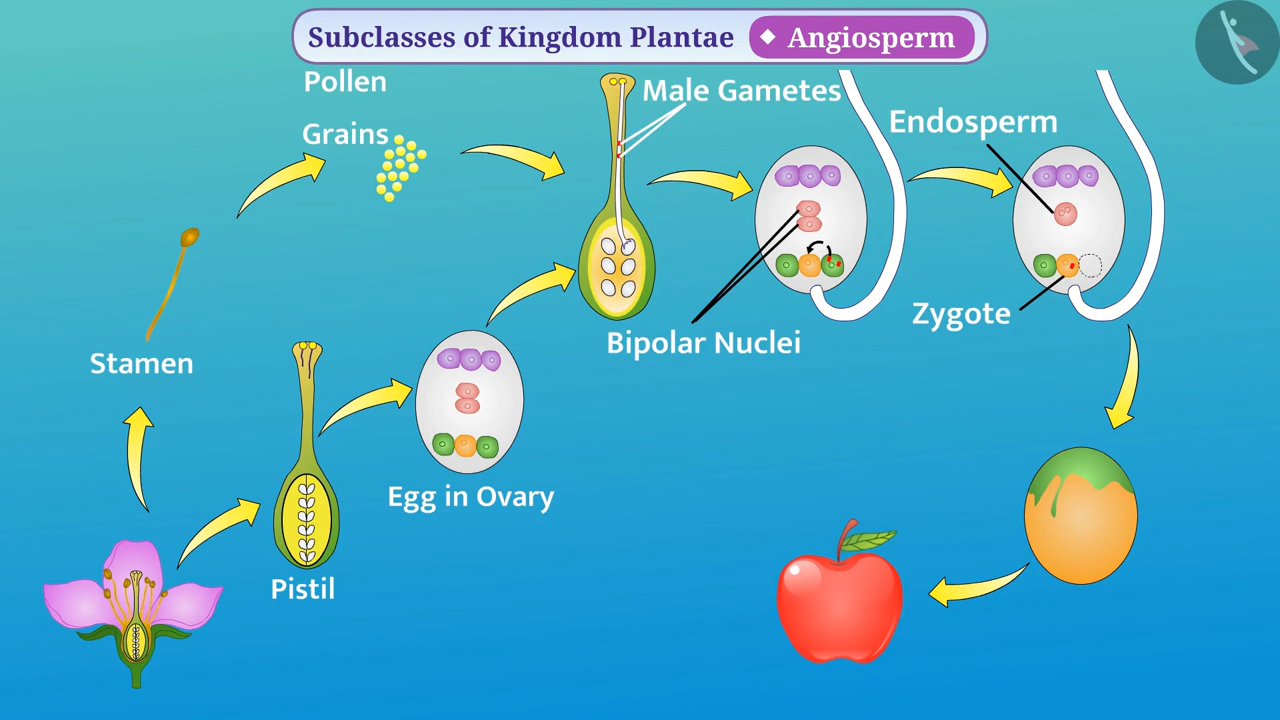 Subclasses of Kingdom Plantae
Angiosperm
Pollen
Grains
Male Gametes
Endosperm
Stamen
Bipolar Nuclei
Zygote
Egg in Ovary
Pistil